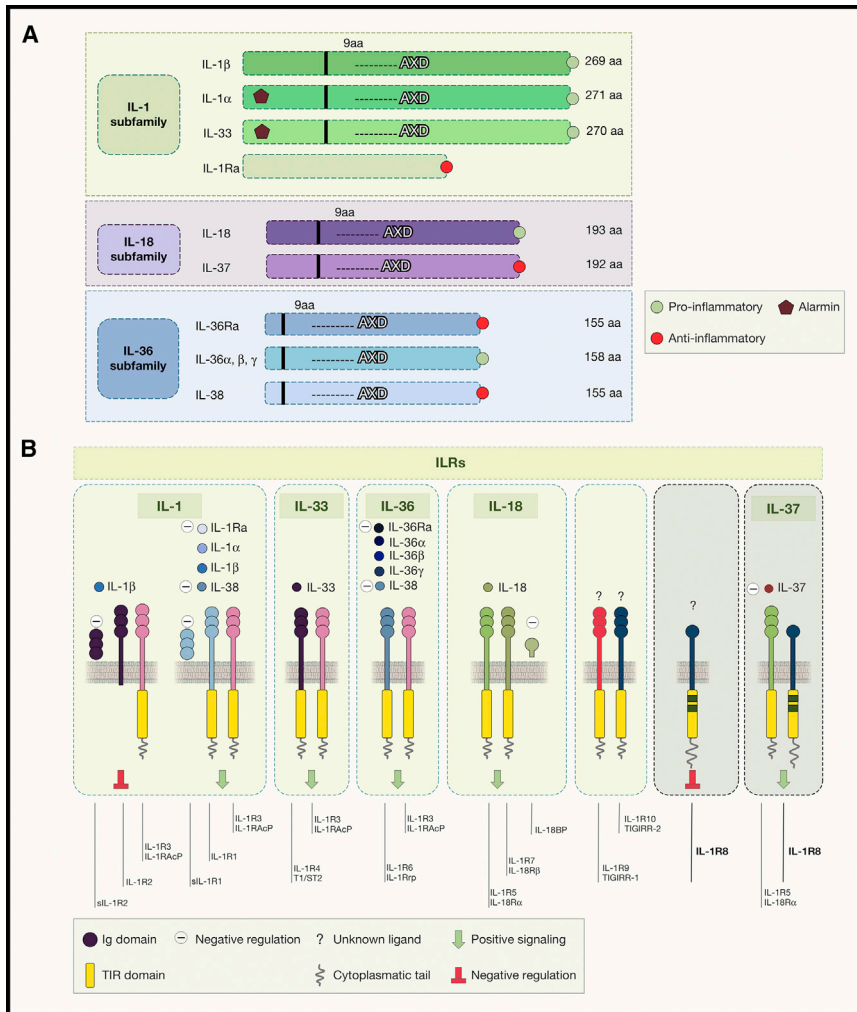 A
IL-1
subfamily
9aa
IL-1β
AXD
269 aa
IL-1α
AXD
271 aa
IL-33
AXD
270 aa
IL-1Ra
IL-18
subfamily
9aa
IL-18
AXD
193 aa
IL-37
AXD
192 aa
IL-36
subfamily
9aa
IL-36Ra
AXD
155 aa
IL-36α, β, γ
AXD
158 aa
IL-38
AXD
155 aa
Pro-inflammatory
Alarmin
Anti-inflammatory
B
ILRs
IL-1
IL-33
IL-36
IL-18
IL-37
IL-1β
IL-1Ra
IL-1α
IL-1β
IL-38
IL-33
IL-36Ra
IL-36α
IL-36β
IL-36γ
IL-38
IL-18
? ?
?
IL-37
sIL-1R2
IL-1R2
IL-1R3
IL-1RAcP
sIL-1R1
IL-1R1
IL-1R3
IL-1RAcP
IL-1R4
T1/ST2
IL-1R3
IL-1RAcP
IL-1R6
IL-1Rrp
IL-1R3
IL-1RAcP
IL-1R5
IL-18Rα
IL-1R7
IL-18Rβ
IL-18BP
IL-1R9
TIGIRR-1
IL-1R10
TIGIRR-2
IL-1R8
IL-1R5
IL-18Rα
IL-1R8
Ig domain
Negative regulation
? Unknown ligand
Positive signaling
TIR domain
Cytoplasmatic tail
Negative regulation